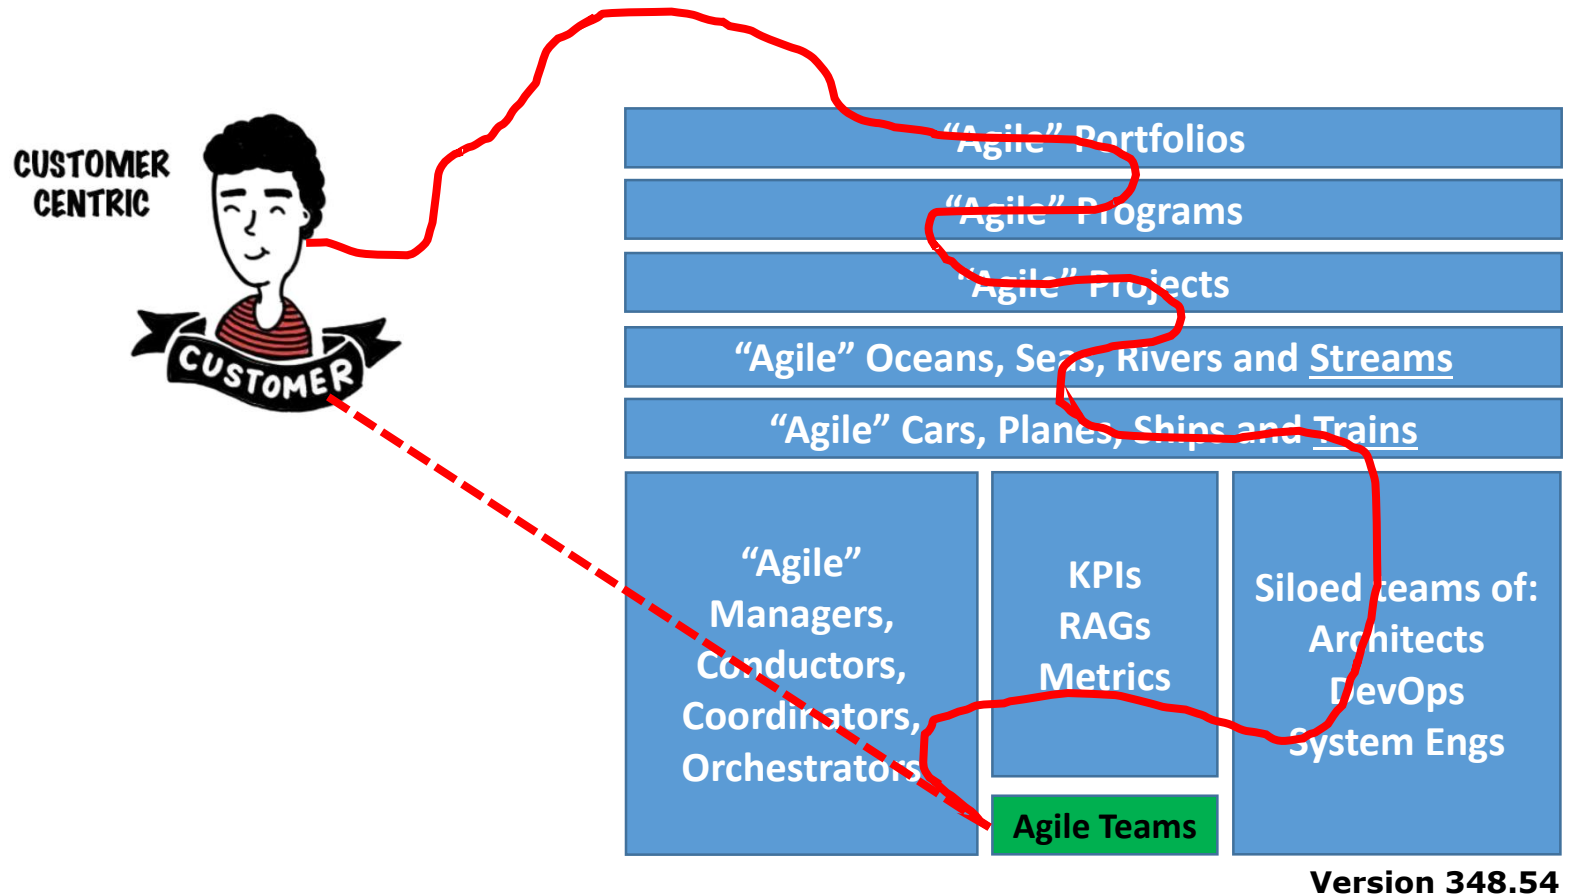 CUSTOMER
CENTRIC
CUSTOMER
“Agile” Portfolios
“Agile” Programs
“Agile” Projects
“Agile” Oceans, Seas, Rivers and Streams
“Agile” Cars, Planes, Ships and Trains
“Agile”
Managers,
Conductors,
Coordinators,
Orchestrators
KPIs
RAGs
Metrics
Siloed teams of:
Architects
DevOps
System Engs
Agile Teams
Version 348.54